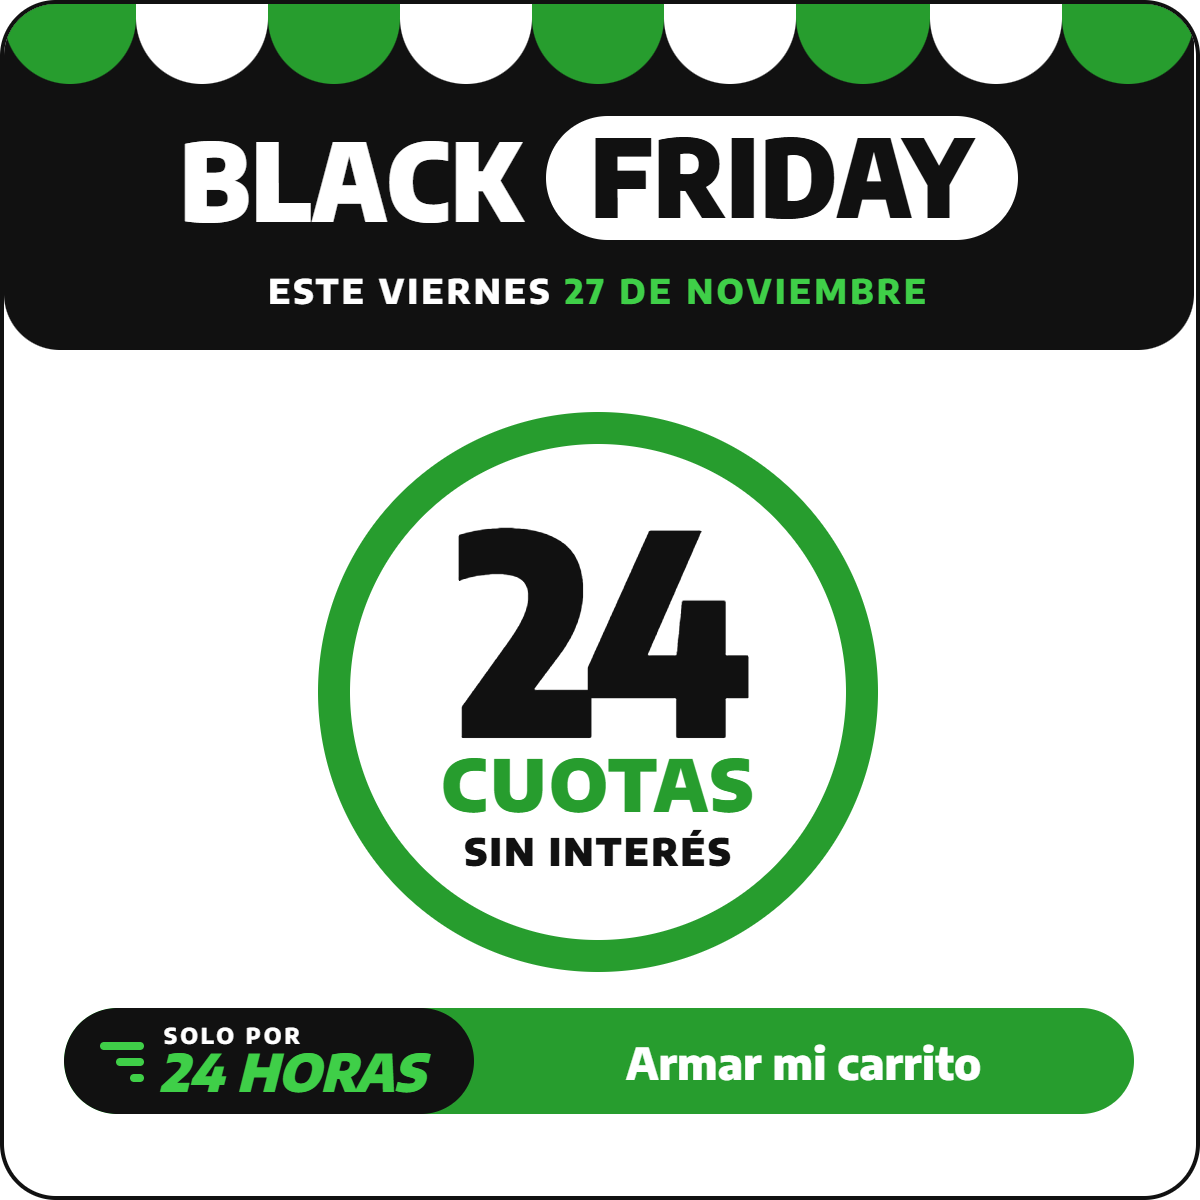 BLACK FRIDAY
ESTE VIERNES 27 DE NOVIEMBRE
24
CUOTAS
SIN INTERÉS
SOLO POR
24 HORAS
Armar mi carrito